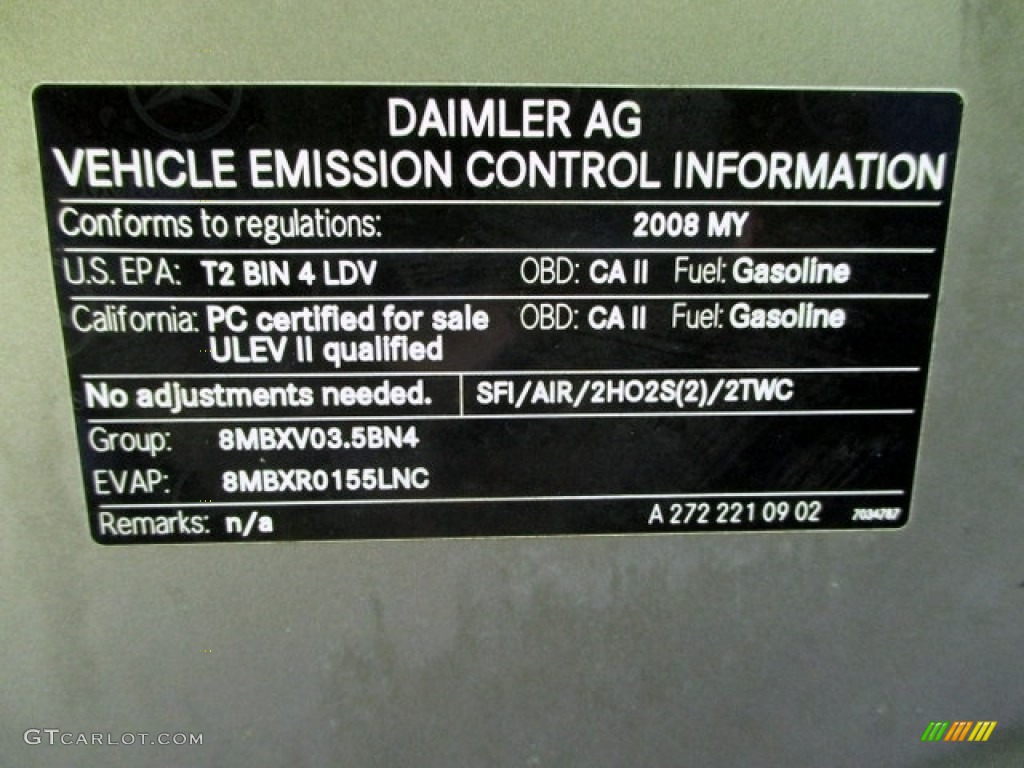 DAIMLER AG
VEHICLE EMISSION CONTROL INFORMATION
Conforms to regulations: 2008 MY
U.S. EPA: T2 BIN 4 LDV OBD: CA II Fuel: Gasoline
California: PC certified for sale OBD: CA II Fuel: Gasoline
ULEV II qualified
No adjustments needed. SFI/AIR/2HO2S(2)/2TWC
Group: 8MBXV03.5BN4
EVAP: 8MBXR0155LNC
Remarks: n/a A 272 221 09 02 7034787
GTCARLOT.COM